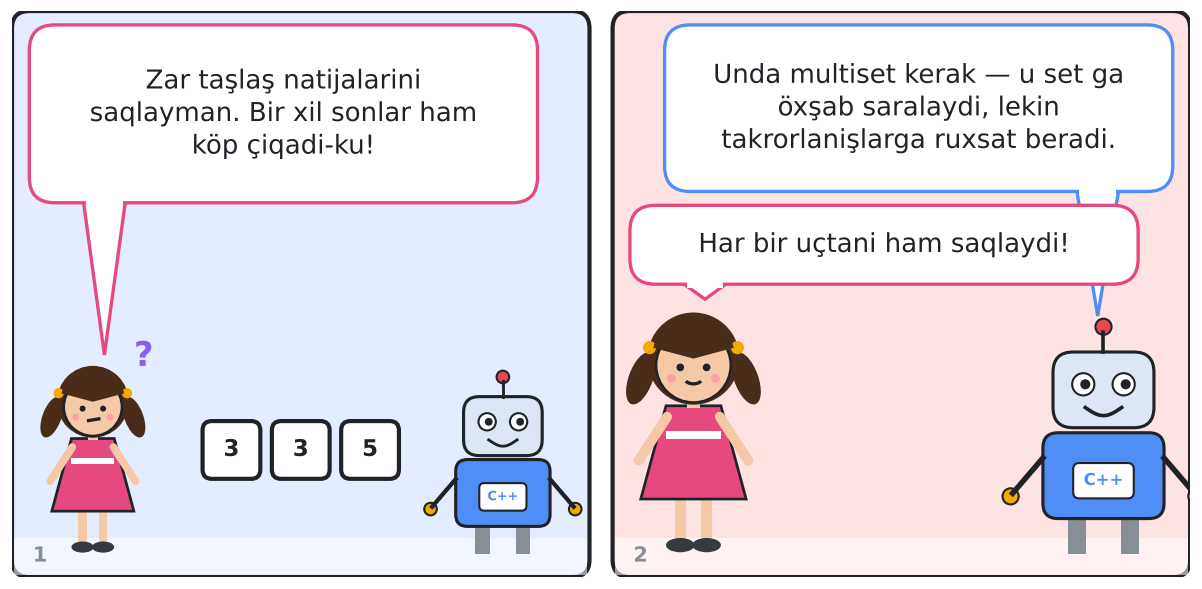 Zar taşlaş natijalarini
saqlayman. Bir xil sonlar ham
köp çiqadi-ku!
?
3 3 5
C++
1
Unda multiset kerak — u set ga
öxşab saralaydi, lekin
takrorlanişlarga ruxsat beradi.
Har bir uçtani ham saqlaydi!
C++
2